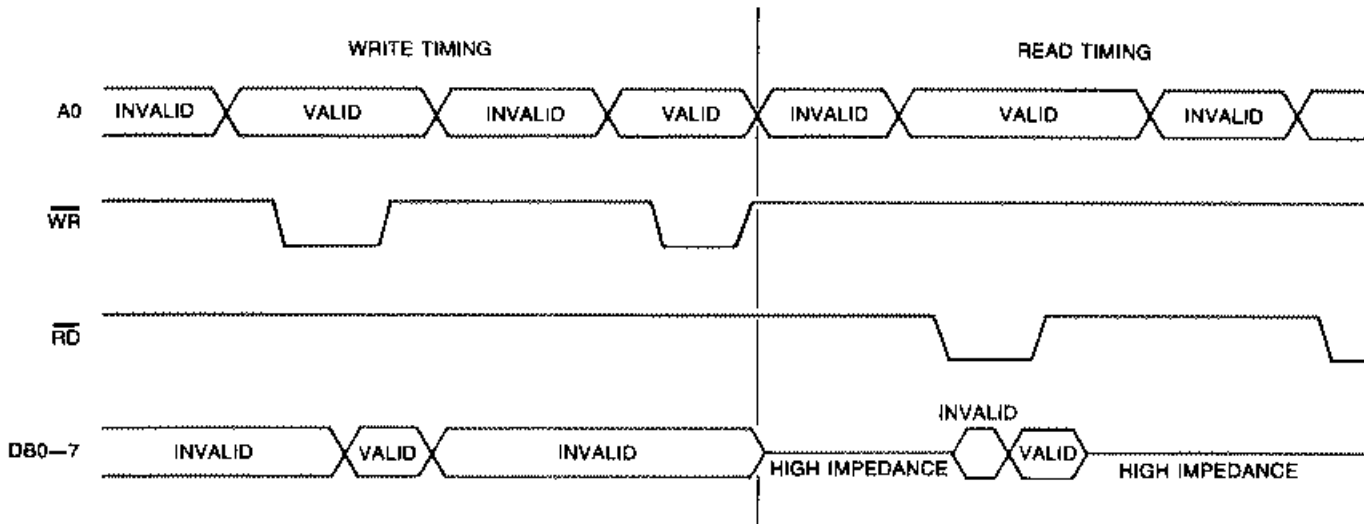 WRITE TIMING READ TIMING
A0 INVALID VALID INVALID VALID INVALID VALID INVALID
WR
RD
INVALID
DB0—7 INVALID VALID INVALID VALID
HIGH IMPEDANCE HIGH IMPEDANCE